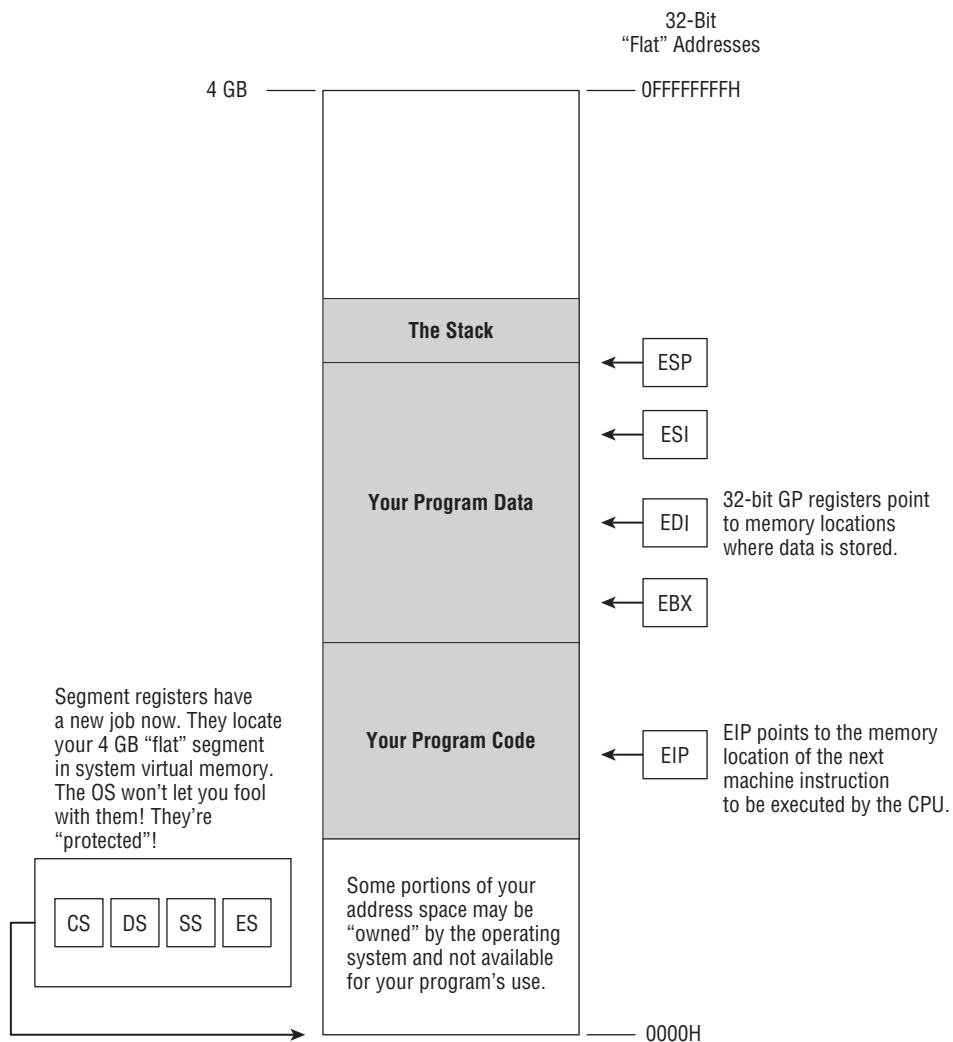 32-Bit
“Flat” Addresses
4 GB
0FFFFFFFFH
The Stack
ESP
ESI
Your Program Data
EDI
32-bit GP registers point
to memory locations
where data is stored.
EBX
Segment registers have
a new job now. They locate
your 4 GB “flat” segment
in system virtual memory.
The OS won’t let you fool
with them! They’re
“protected”!
Your Program Code
EIP
EIP points to the memory
location of the next
machine instruction
to be executed by the CPU.
CS DS SS ES
Some portions of your
address space may be
“owned” by the operating
system and not available
for your program’s use.
0000H